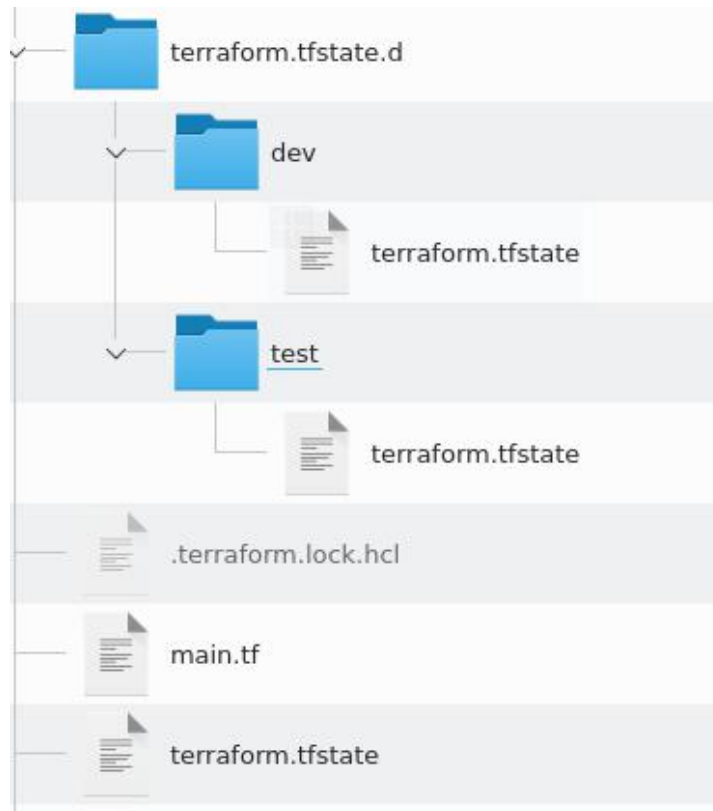 terraform.tfstate.d
dev
terraform.tfstate
test
terraform.tfstate
.terraform.lock.hcl
main.tf
terraform.tfstate